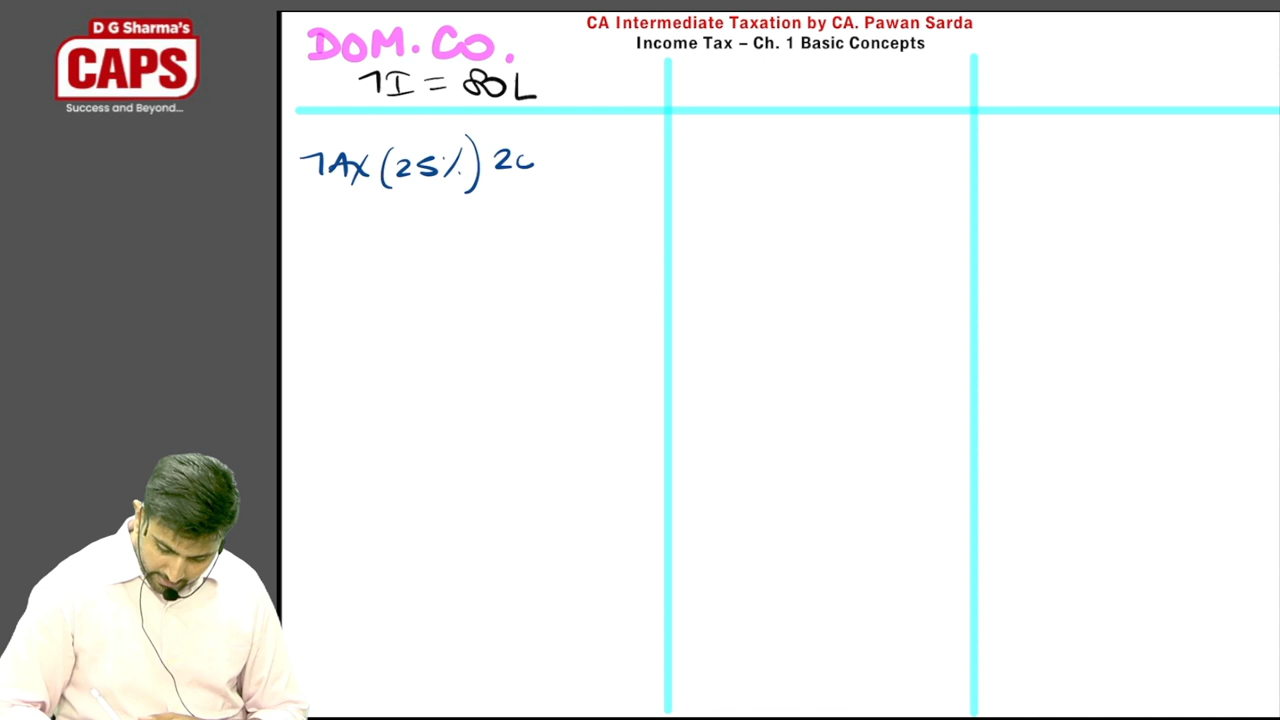 D G Sharma's
CAPS
Success and Beyond...
CA Intermediate Taxation by CA. Pawan Sarda
Income Tax – Ch. 1 Basic Concepts
DOM. CO.
TI = 80L
TAX (25%) 20